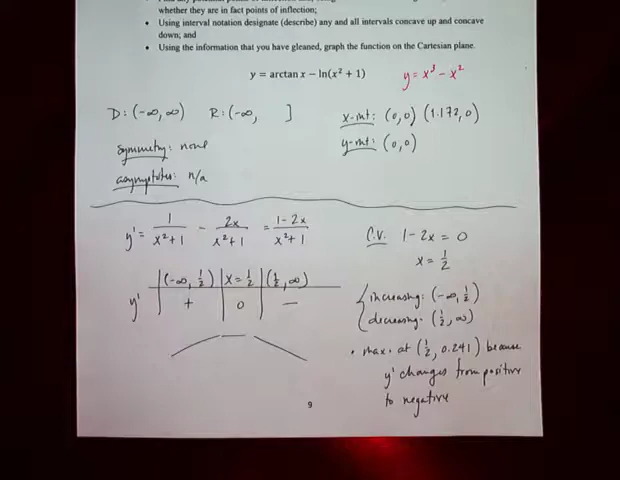 whether they are in fact points of inflection;
• Using interval notation designate (describe) any and all intervals concave up and concave
down; and
• Using the information that you have gleaned, graph the function on the Cartesian plane.
y = arctan x − ln(x² + 1) y = x³ − x²
D: (-∞, ∞) R: (-∞, ] x-int: (0,0) (1.172, 0)
symmetry: none y-int: (0,0)
asymptotes: n/a
y' = 1/(x²+1) − 2x/(x²+1) = (1-2x)/(x²+1) C.V. 1-2x = 0
x = 1/2
(-∞, 1/2) x = 1/2 (1/2, ∞)
y' + 0 −
increasing: (-∞, 1/2)
decreasing: (1/2, ∞)
• max. at (1/2, 0.241) because
y' changes from positive
to negative
9